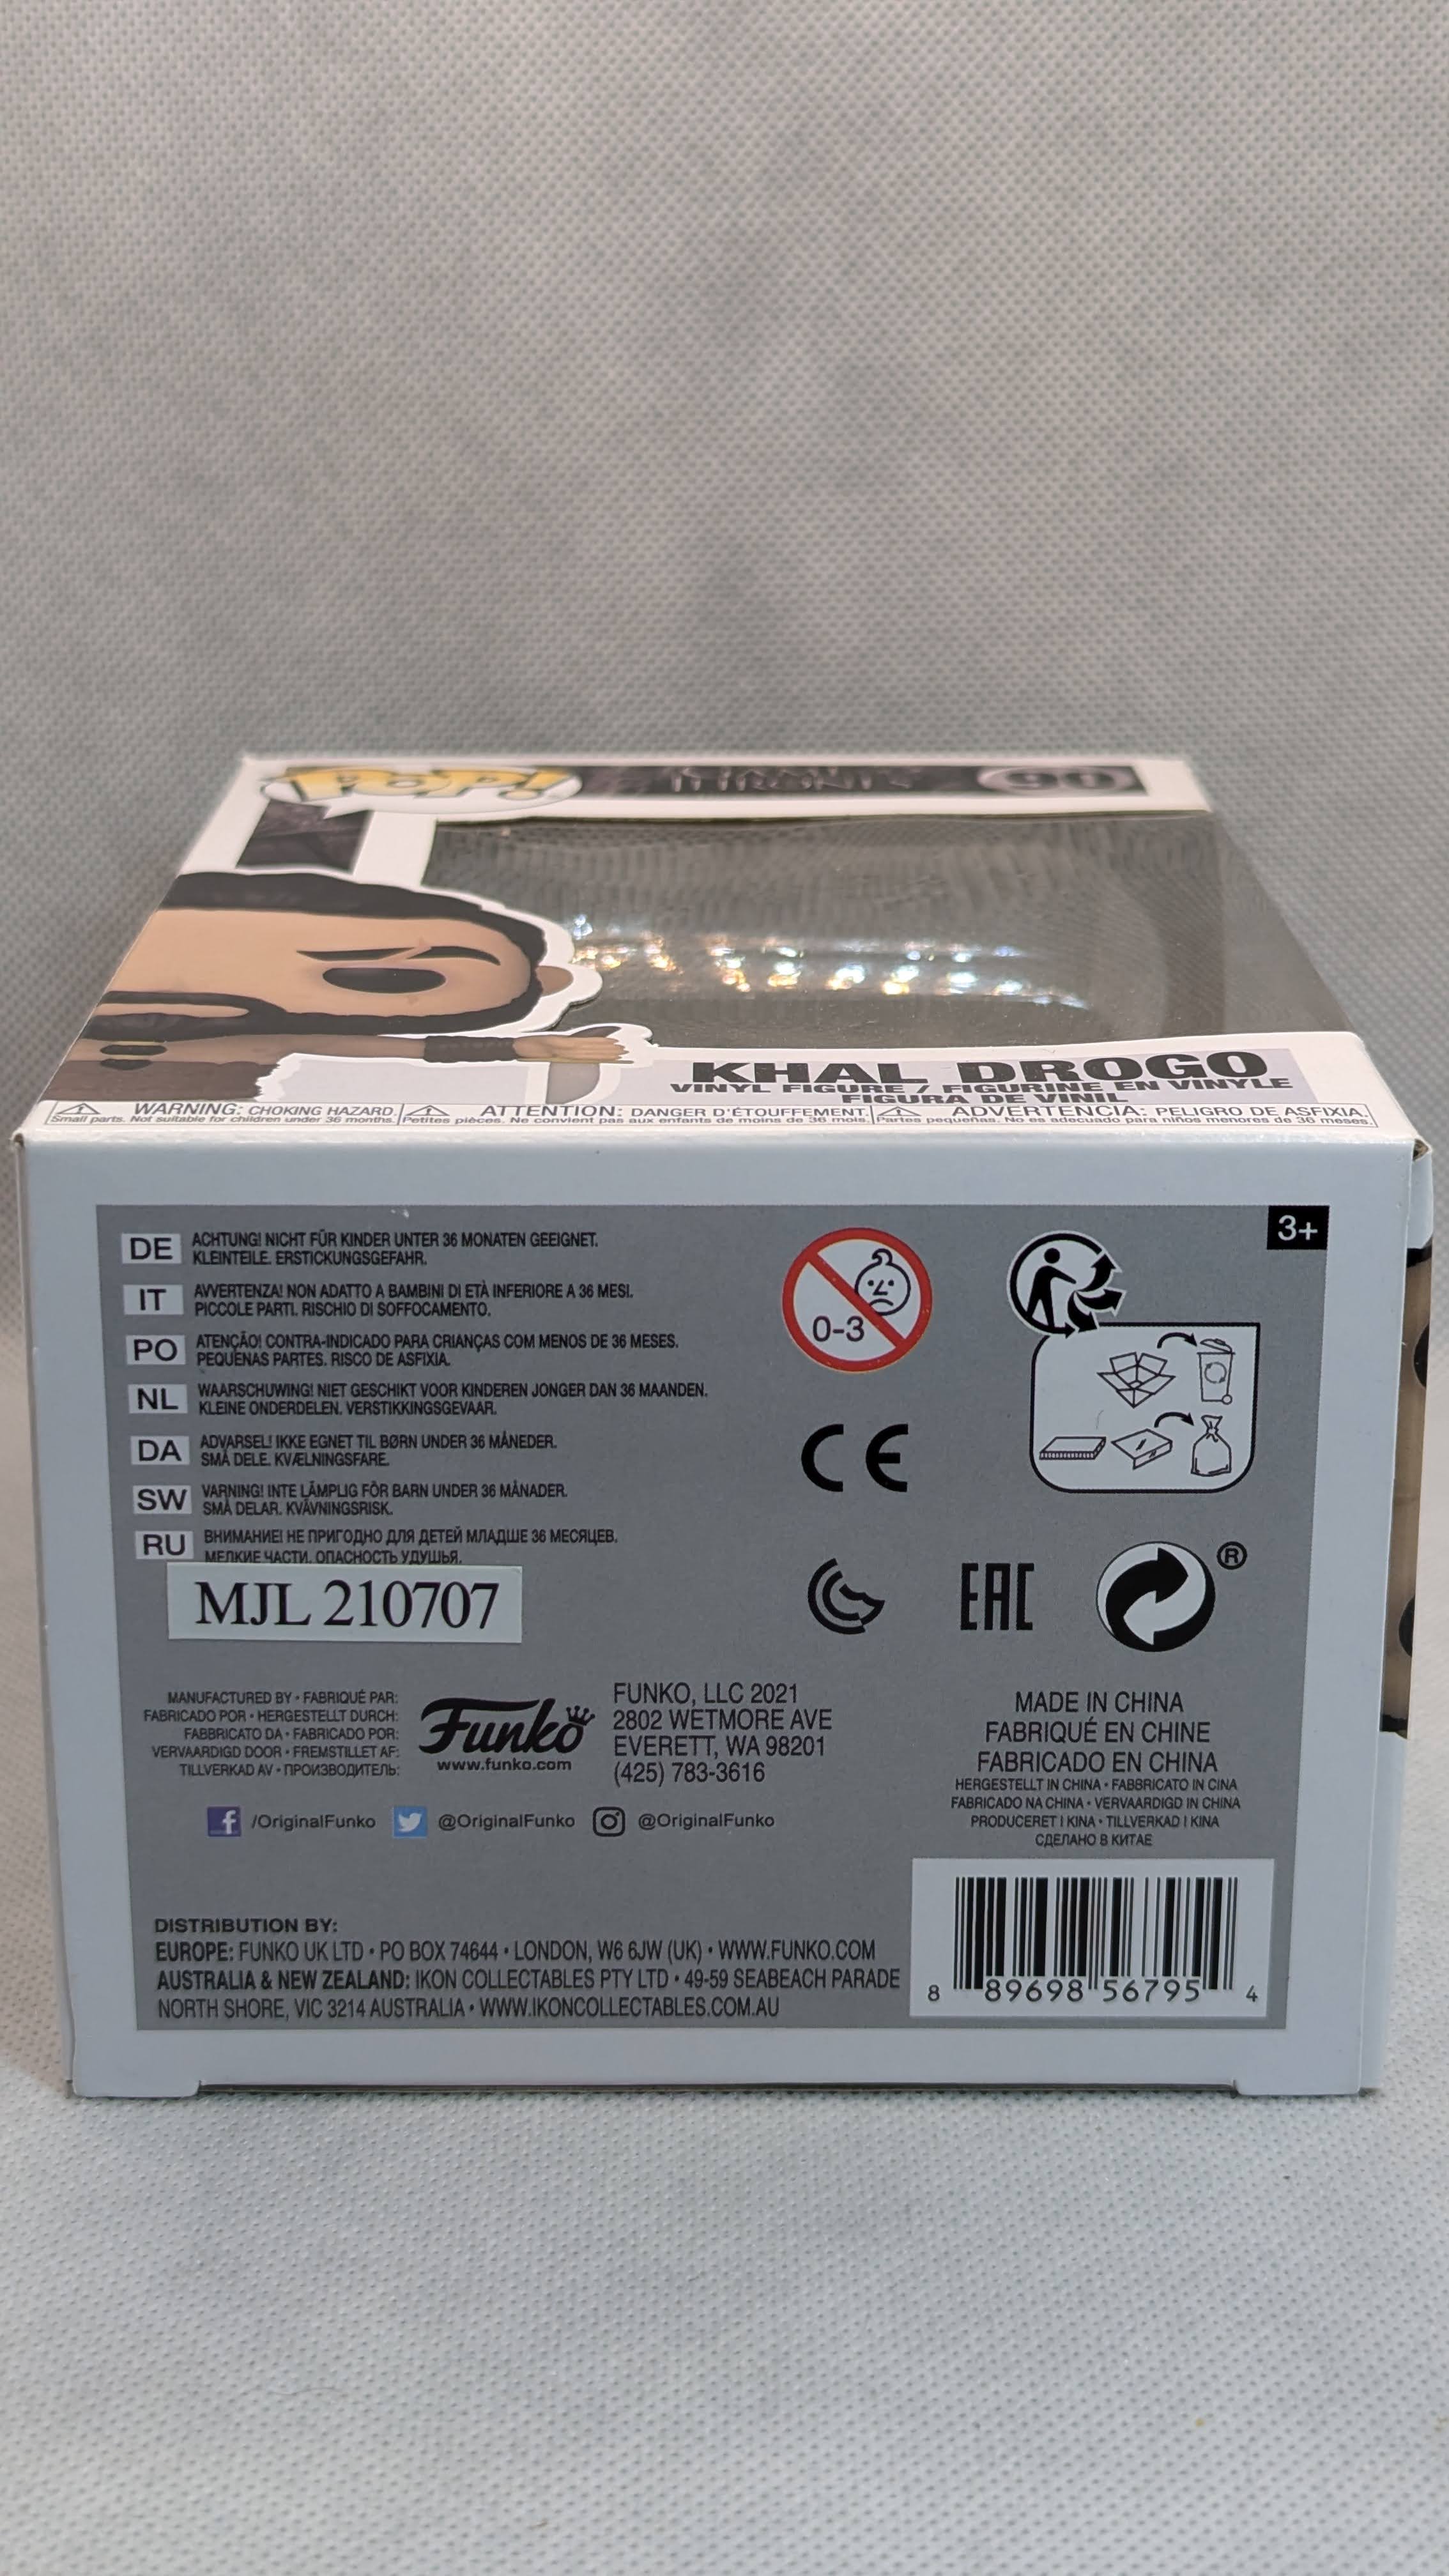 POP!
THRONES
90
KHAL DROGO
VINYL FIGURE / FIGURINE EN VINYLE
FIGURA DE VINIL
WARNING: CHOKING HAZARD.
Small parts. Not suitable for children under 36 months.
ATTENTION: DANGER D'ÉTOUFFEMENT.
Petites pièces. Ne convient pas aux enfants de moins de 36 mois.
ADVERTENCIA: PELIGRO DE ASFIXIA.
Partes pequeñas. No es adecuado para niños menores de 36 meses.
3+
DE ACHTUNG! NICHT FÜR KINDER UNTER 36 MONATEN GEEIGNET.
KLEINTEILE. ERSTICKUNGSGEFAHR.
IT AVVERTENZA! NON ADATTO A BAMBINI DI ETÀ INFERIORE A 36 MESI.
PICCOLE PARTI. RISCHIO DI SOFFOCAMENTO.
PO ATENÇÃO! CONTRA-INDICADO PARA CRIANÇAS COM MENOS DE 36 MESES.
PEQUENAS PARTES. RISCO DE ASFIXIA.
NL WAARSCHUWING! NIET GESCHIKT VOOR KINDEREN JONGER DAN 36 MAANDEN.
KLEINE ONDERDELEN. VERSTIKKINGSGEVAAR.
DA ADVARSEL! IKKE EGNET TIL BØRN UNDER 36 MÅNEDER.
SMÅ DELE. KVÆLNINGSFARE.
SW VARNING! INTE LÄMPLIG FÖR BARN UNDER 36 MÅNADER.
SMÅ DELAR. KVÄVNINGSRISK.
RU ВНИМАНИЕ! НЕ ПРИГОДНО ДЛЯ ДЕТЕЙ МЛАДШЕ 36 МЕСЯЦЕВ.
МЕЛКИЕ ЧАСТИ. ОПАСНОСТЬ УДУШЬЯ.
MJL 210707
0-3
CE
EAC
®
MANUFACTURED BY • FABRIQUÉ PAR:
FABRICADO POR • HERGESTELLT DURCH:
FABBRICATO DA • FABRICADO POR:
VERVAARDIGD DOOR • FREMSTILLET AF:
TILLVERKAD AV • ПРОИЗВОДИТЕЛЬ:
Funko
www.funko.com
FUNKO, LLC 2021
2802 WETMORE AVE
EVERETT, WA 98201
(425) 783-3616
MADE IN CHINA
FABRIQUÉ EN CHINE
FABRICADO EN CHINA
HERGESTELLT IN CHINA • FABBRICATO IN CINA
FABRICADO NA CHINA • VERVAARDIGD IN CHINA
PRODUCERET I KINA • TILLVERKAD I KINA
СДЕЛАНО В КИТАЕ
f /OriginalFunko @OriginalFunko @OriginalFunko
DISTRIBUTION BY:
EUROPE: FUNKO UK LTD • PO BOX 74644 • LONDON, W6 6JW (UK) • WWW.FUNKO.COM
AUSTRALIA & NEW ZEALAND: IKON COLLECTABLES PTY LTD • 49-59 SEABEACH PARADE
NORTH SHORE, VIC 3214 AUSTRALIA • WWW.IKONCOLLECTABLES.COM.AU
8 89698 56795 4